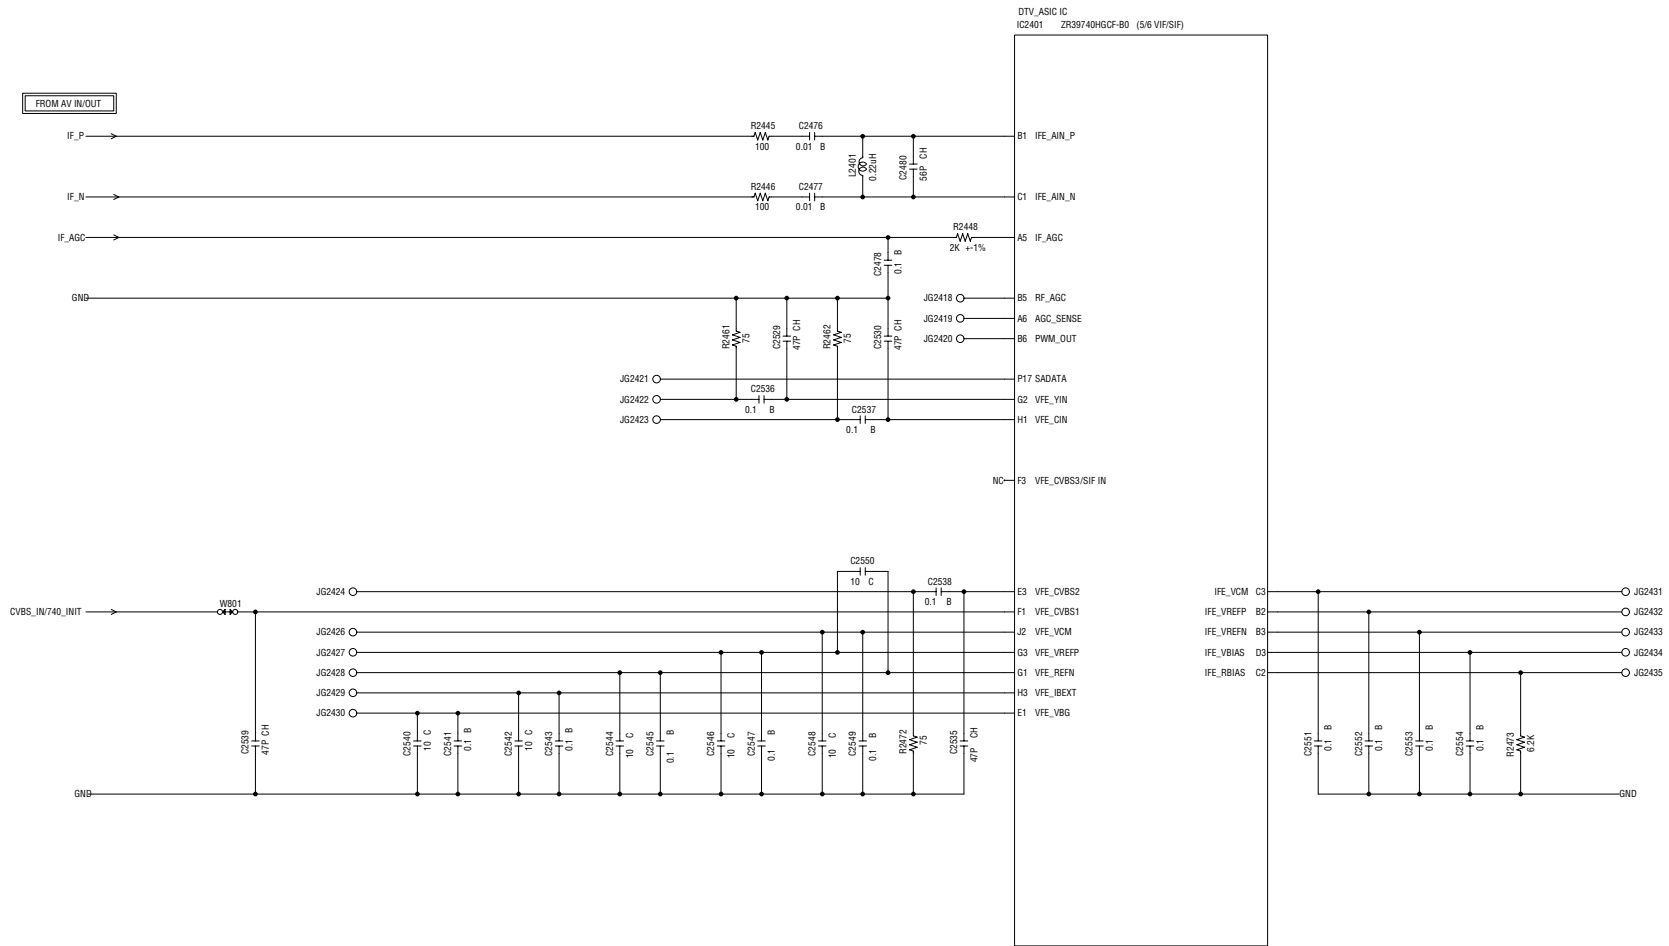 DTV_ASIC IC
IC2401 ZR39740HGCF-B0 (5/6 VIF/SIF)
FROM AV IN/OUT
IF_P
R2445
100
C2476
0.01 B
B1 IFE_AIN_P
L2401
0.22uH
C2480
56P CH
IF_N
R2446
100
C2477
0.01 B
C1 IFE_AIN_N
IF_AGC
R2448
2K +-1%
A5 IF_AGC
C2478
0.1 B
GND
JG2418
B5 RF_AGC
JG2419
A6 AGC_SENSE
JG2420
B6 PWM_OUT
R2461
75
C2529
47P CH
R2462
75
C2530
47P CH
JG2421
P17 SADATA
JG2422
C2536
0.1 B
G2 VFE_YIN
JG2423
C2537
0.1 B
H1 VFE_CIN
NC
F3 VFE_CVBS3/SIF IN
C2550
10 C
JG2424
C2538
0.1 B
E3 VFE_CVBS2
CVBS_IN/740_INIT
W801
F1 VFE_CVBS1
JG2426
J2 VFE_VCM
JG2427
G3 VFE_VREFP
JG2428
G1 VFE_REFN
JG2429
H3 VFE_IBEXT
JG2430
E1 VFE_VBG
C2539
47P CH
C2540
10 C
C2541
0.1 B
C2542
10 C
C2543
0.1 B
C2544
10 C
C2545
0.1 B
C2546
10 C
C2547
0.1 B
C2548
10 C
C2549
0.1 B
R2472
75
C2535
47P CH
GND
IFE_VCM C3
JG2431
IFE_VREFP B2
JG2432
IFE_VREFN B3
JG2433
IFE_VBIAS D3
JG2434
IFE_RBIAS C2
JG2435
C2551
0.1 B
C2552
0.1 B
C2553
0.1 B
C2554
0.1 B
R2473
6.2K
GND